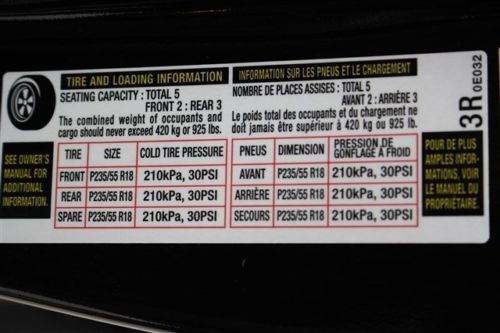 TIRE AND LOADING INFORMATION
SEATING CAPACITY : TOTAL 5
FRONT 2 : REAR 3
The combined weight of occupants and
cargo should never exceed 420 kg or 925 lbs.
INFORMATION SUR LES PNEUS ET LE CHARGEMENT
NOMBRE DE PLACES ASSISES : TOTAL 5
AVANT 2 : ARRIÈRE 3
Le poids total des occupants et du chargement ne
doit jamais être supérieur à 420 kg ou 925 lb.
3R 0E032
SEE OWNER'S
MANUAL FOR
ADDITIONAL
INFORMATION.
TIRE SIZE COLD TIRE PRESSURE
FRONT P235/55 R18 210kPa, 30PSI
REAR P235/55 R18 210kPa, 30PSI
SPARE P235/55 R18 210kPa, 30PSI
PNEUS DIMENSION PRESSION DE
GONFLAGE À FROID
AVANT P235/55 R18 210kPa, 30PSI
ARRIÈRE P235/55 R18 210kPa, 30PSI
SECOURS P235/55 R18 210kPa, 30PSI
POUR DE PLUS
AMPLES INFOR-
MATIONS, VOIR
LE MANUEL DU
PROPRIÉTAIRE.